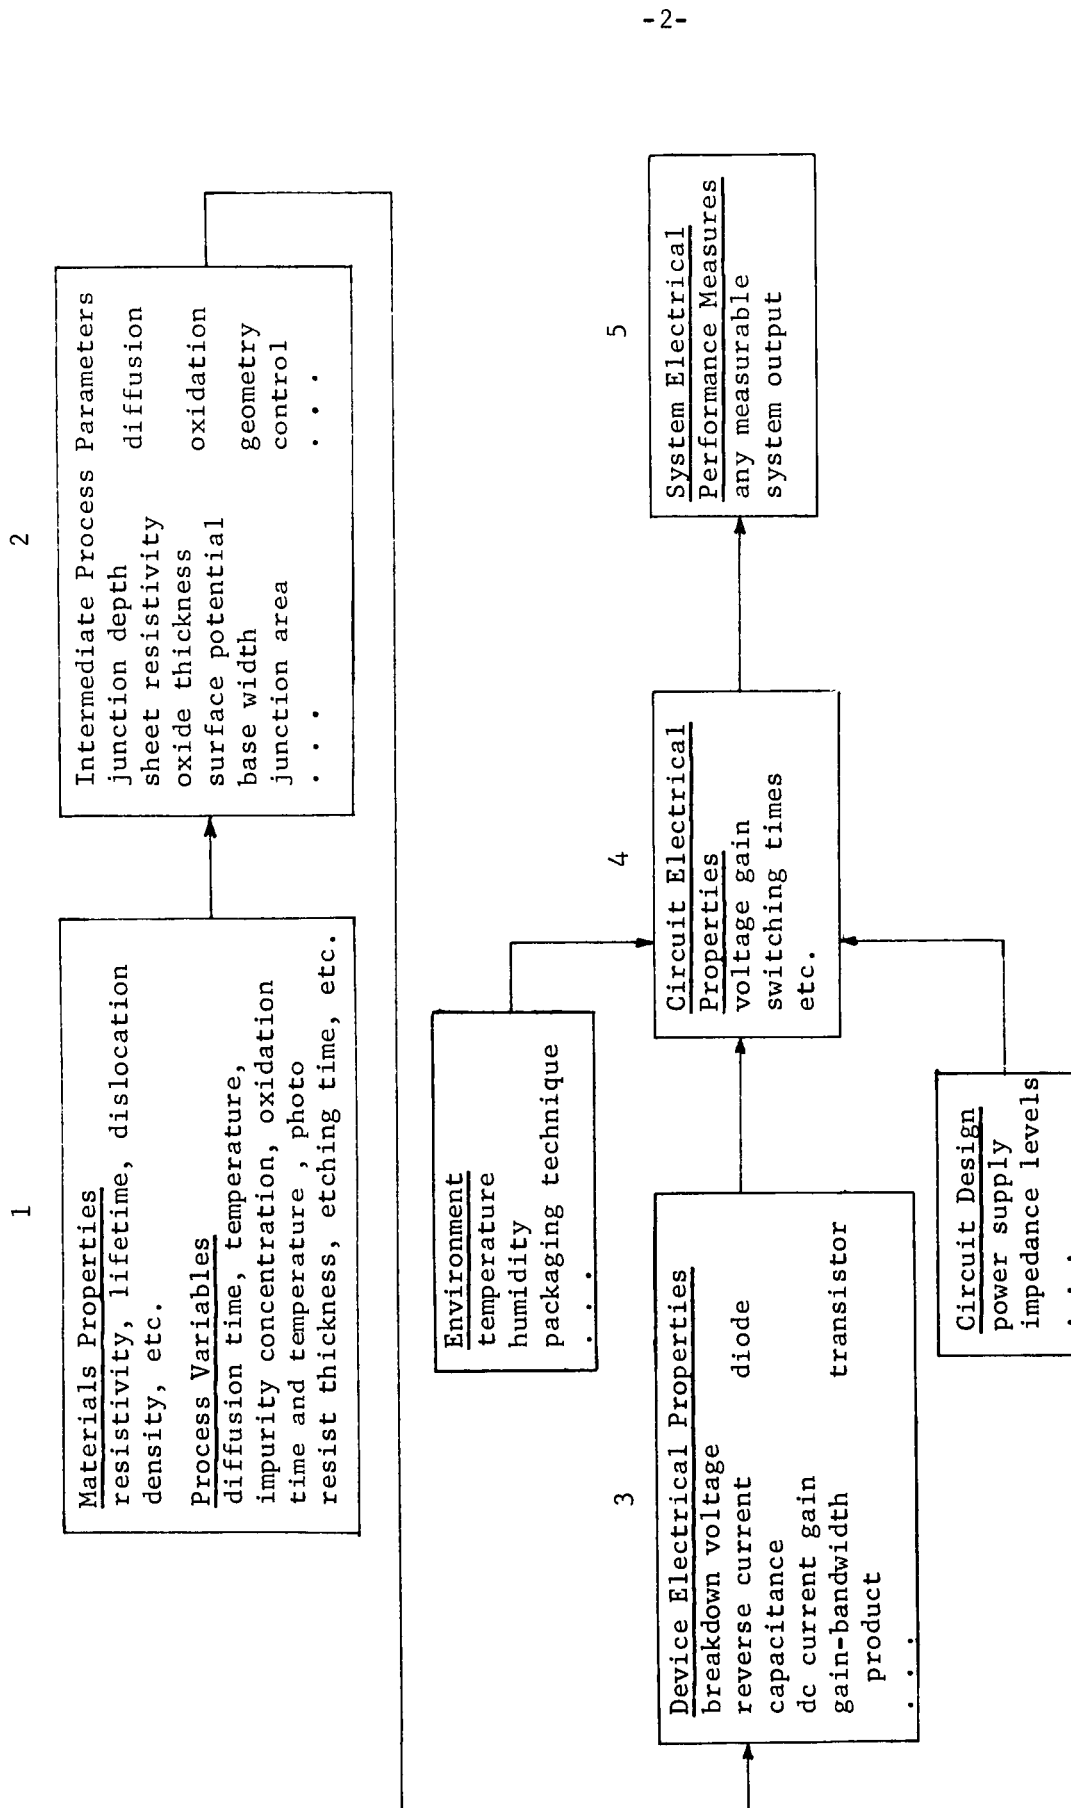 -2-
1
Materials Properties
resistivity, lifetime, dislocation
density, etc.
Process Variables
diffusion time, temperature,
impurity concentration, oxidation
time and temperature , photo
resist thickness, etching time, etc.
2
Intermediate Process Parameters
junction depth
sheet resistivity diffusion
oxide thickness
surface potential oxidation
base width geometry
junction area control
. . . . . .
Environment
temperature
humidity
packaging technique
. . .
3
Device Electrical Properties
breakdown voltage
reverse current diode
capacitance
dc current gain
gain-bandwidth transistor
product
. . .
4
Circuit Electrical
Properties
voltage gain
switching times
etc.
5
System Electrical
Performance Measures
any measurable
system output
Circuit Design
power supply
impedance levels
. . .